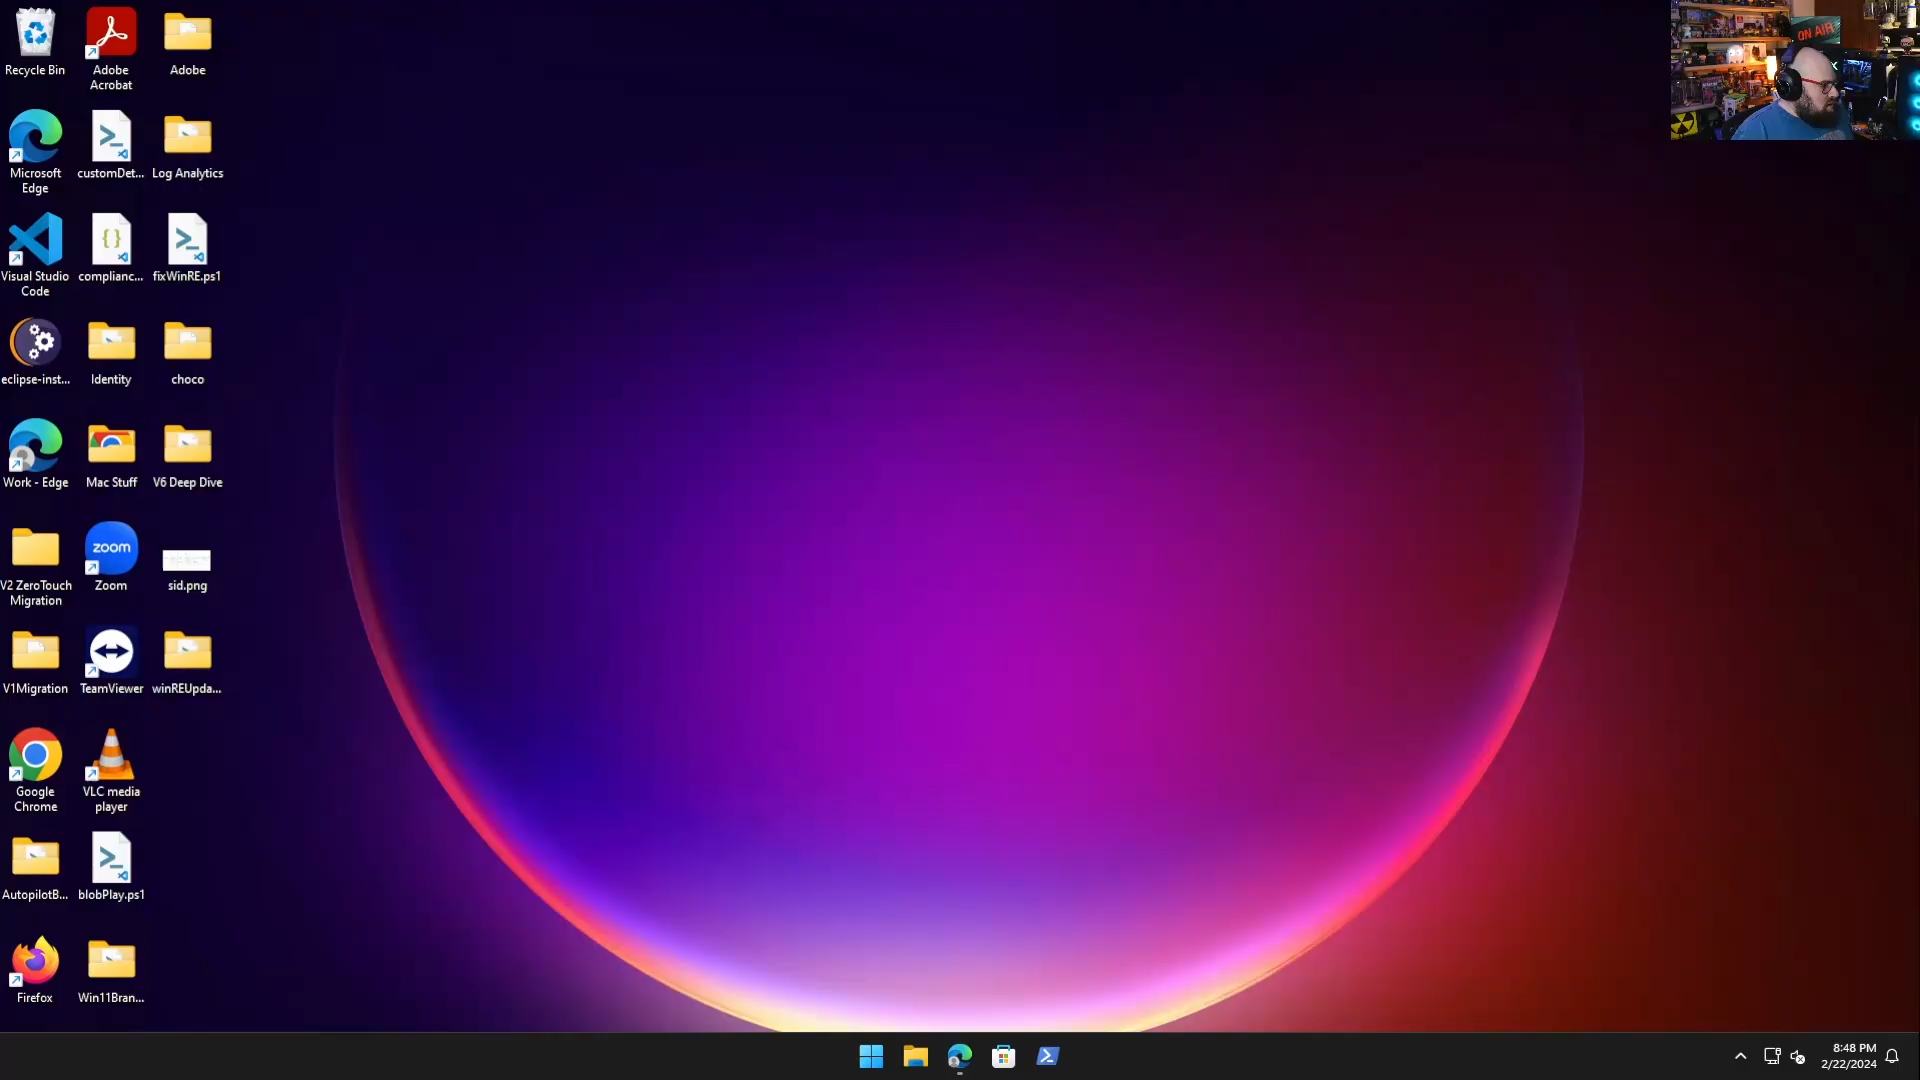 Recycle Bin
Adobe
Acrobat
Adobe
Microsoft
Edge
customDet...
Log Analytics
Visual Studio
Code
complianc...
fixWinRE.ps1
eclipse-inst...
Identity
choco
Work - Edge
Mac Stuff
V6 Deep Dive
V2 ZeroTouch
Migration
zoom
Zoom
sid.png
V1Migration
TeamViewer
winREUpda...
Google
Chrome
VLC media
player
AutopilotB...
blobPlay.ps1
Firefox
Win11Bran...
ON AIR
8:48 PM
2/22/2024